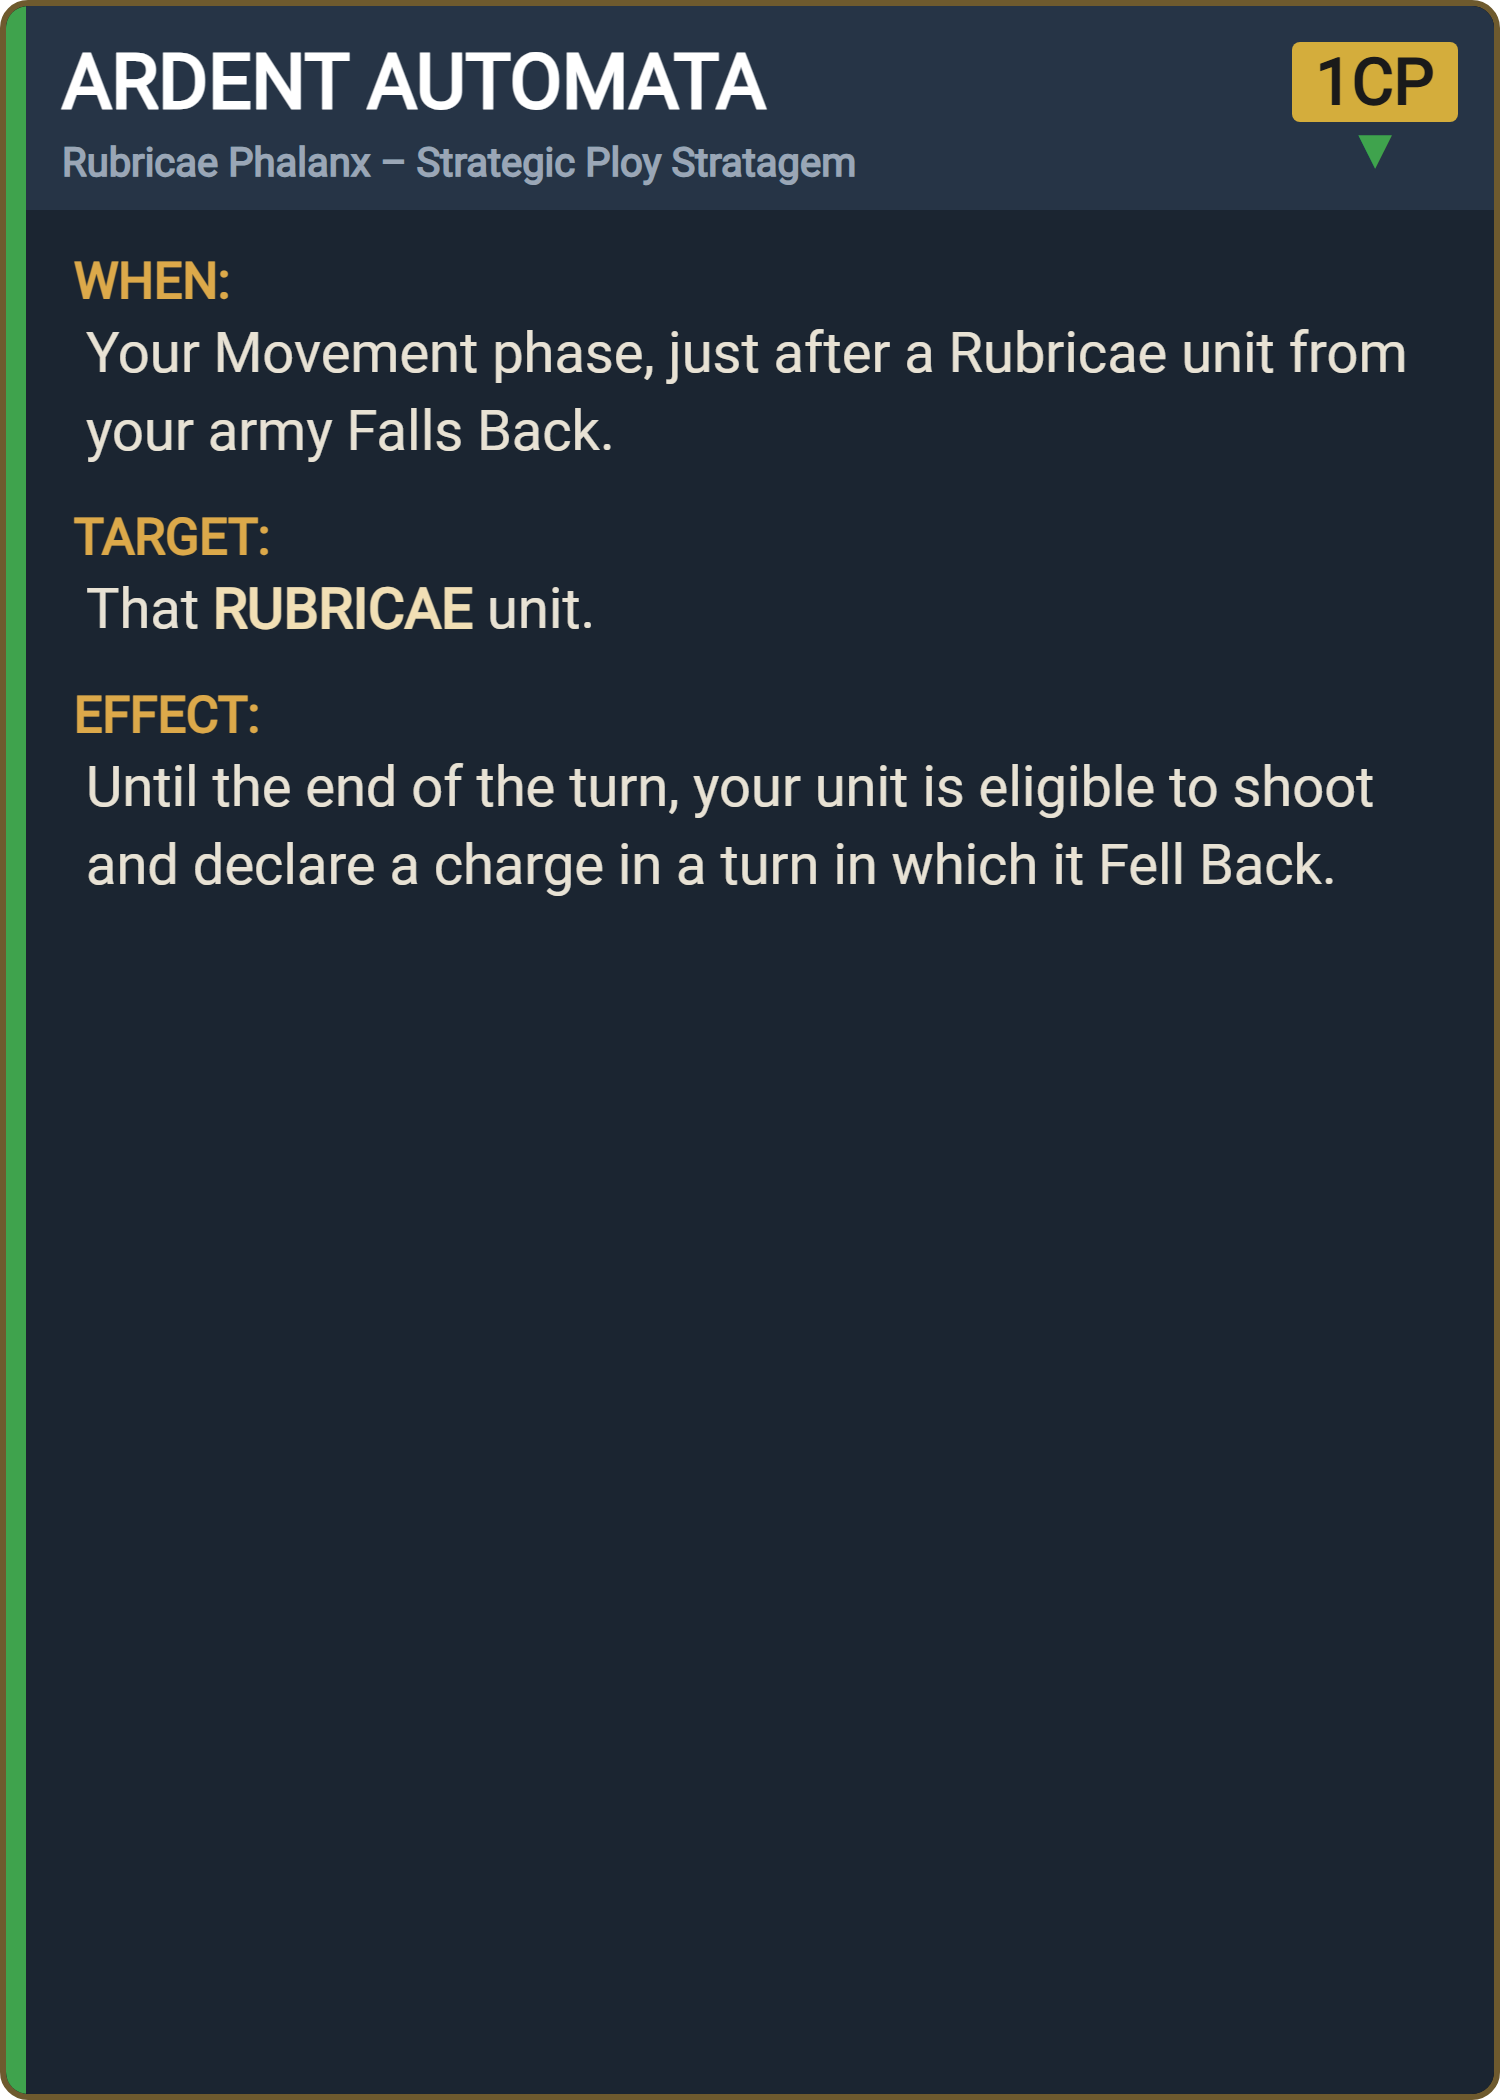 ARDENT AUTOMATA
1CP
Rubricae Phalanx – Strategic Ploy Stratagem
WHEN:
Your Movement phase, just after a Rubricae unit from
your army Falls Back.
TARGET:
That RUBRICAE unit.
EFFECT:
Until the end of the turn, your unit is eligible to shoot
and declare a charge in a turn in which it Fell Back.